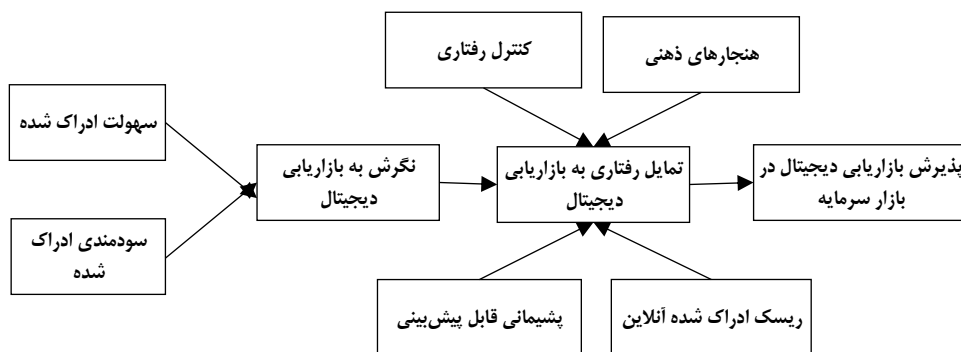 هنجارهای ذهنی
کنترل رفتاری
سهولت ادراک شده
پذیرش بازاریابی دیجیتال در
بازار سرمایه
تمایل رفتاری به بازاریابی
دیجیتال
نگرش به بازاریابی
دیجیتال
سودمندی ادراک
شده
ریسک ادراک شده آنلاین
پشیمانی قابل پیش‌بینی